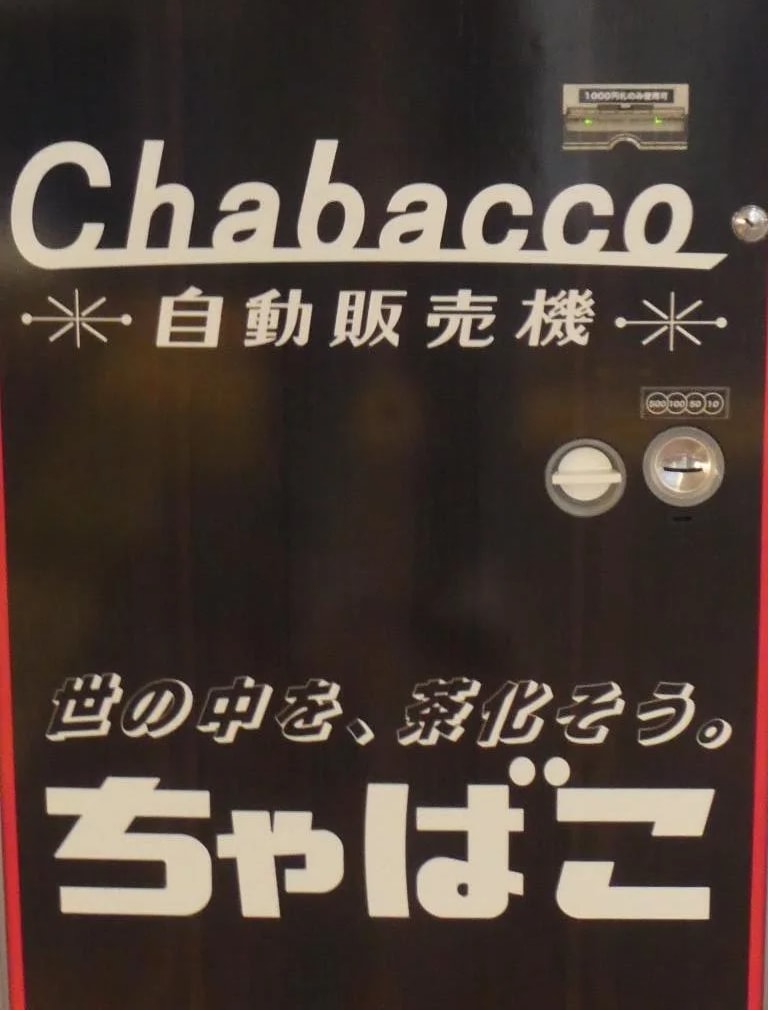 1000円札のみ使用可
Chabacco
自動販売機
500 100 50 10
世の中を、茶化そう。
ちゃばこ